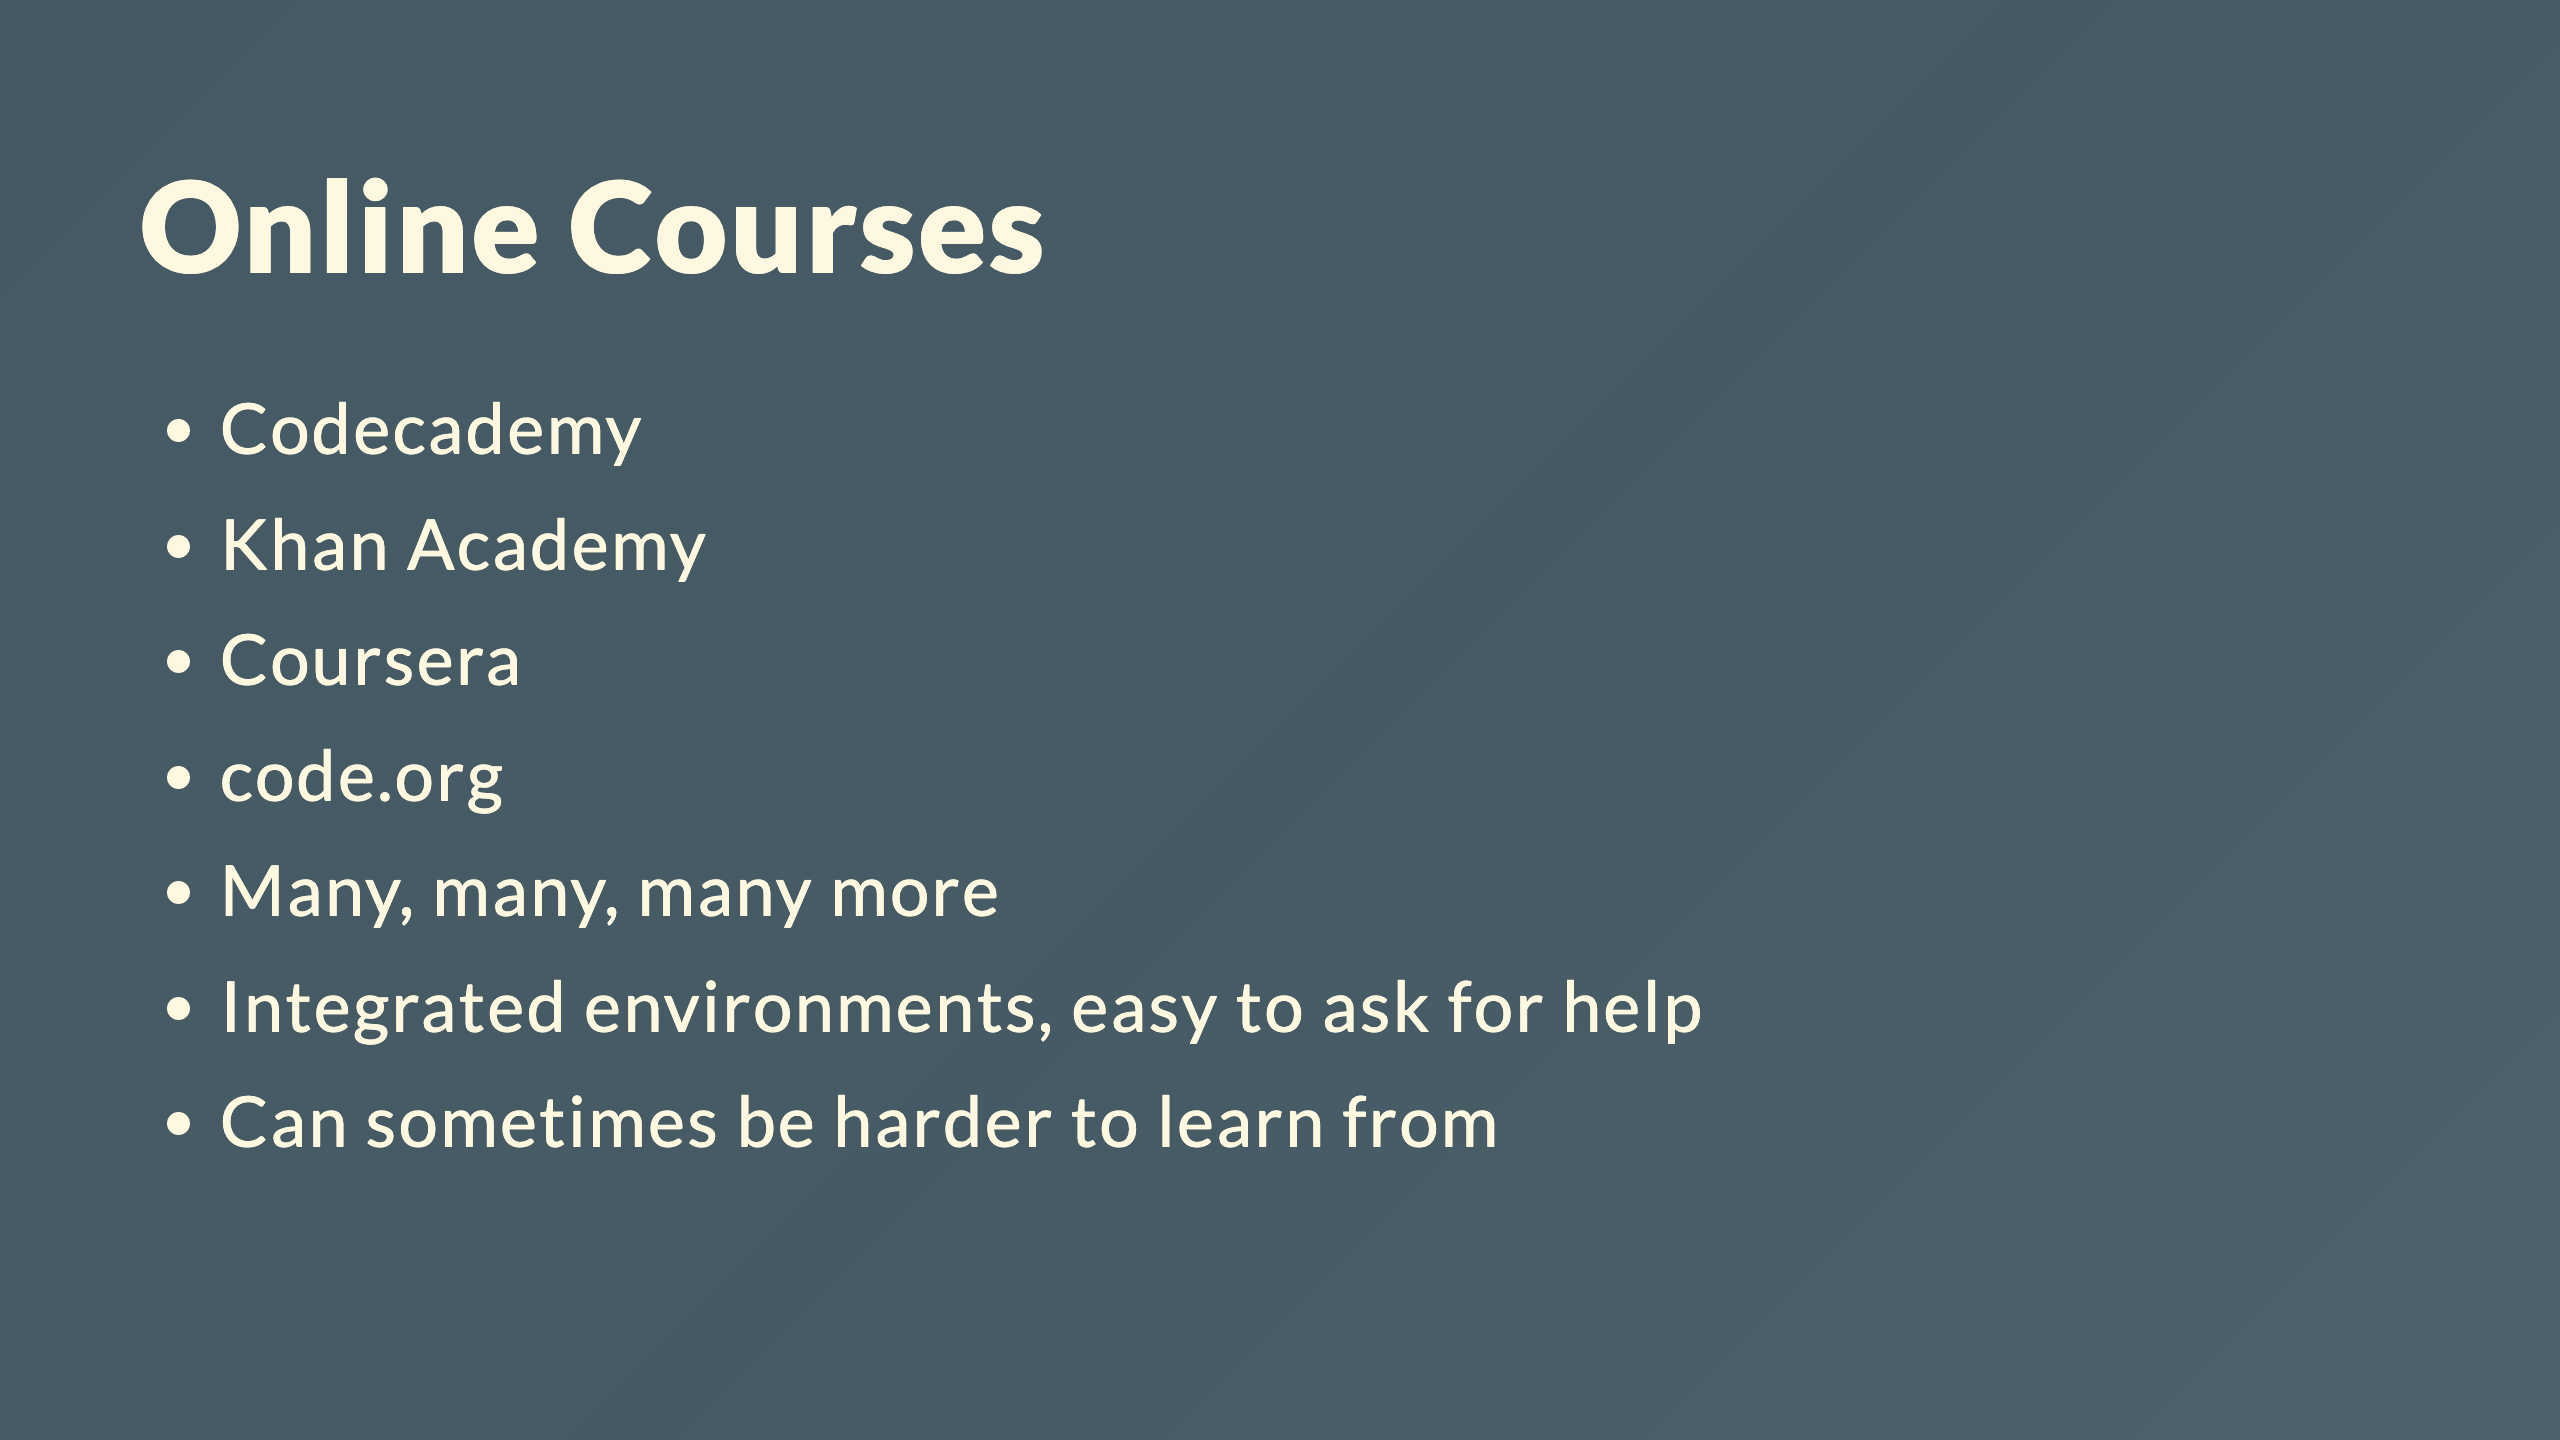 Online Courses
• Codecademy
• Khan Academy
• Coursera
• code.org
• Many, many, many more
• Integrated environments, easy to ask for help
• Can sometimes be harder to learn from